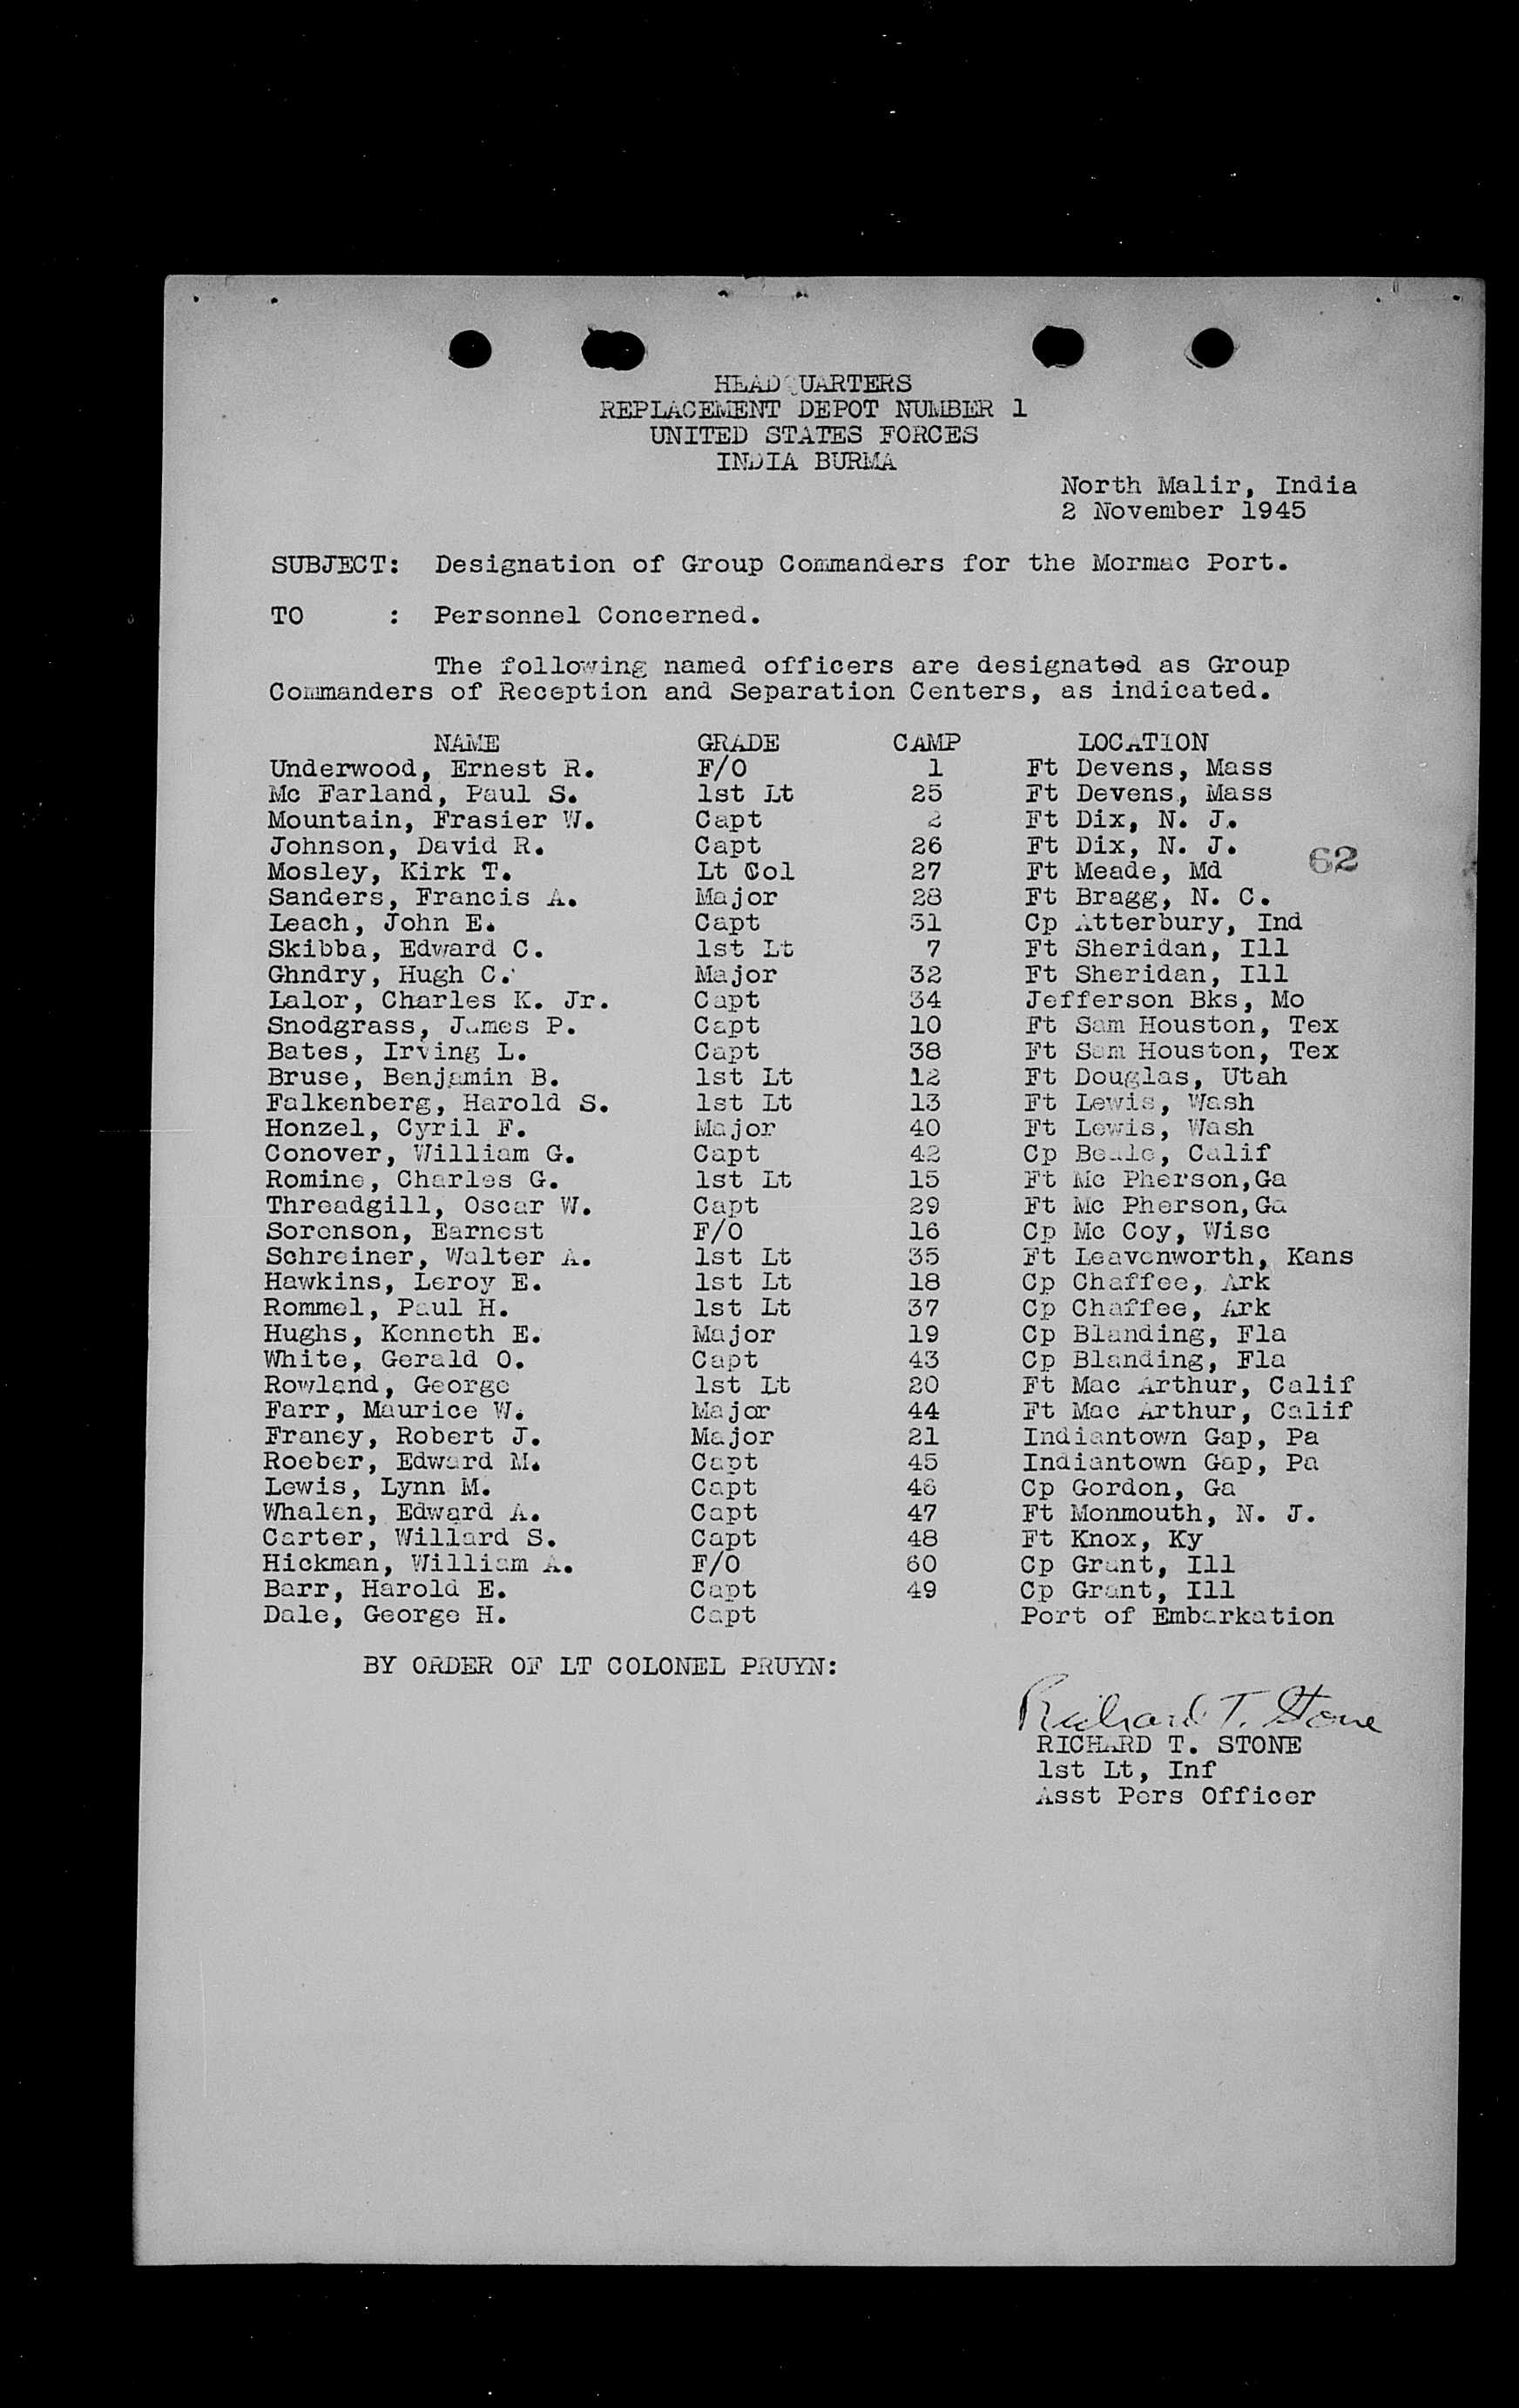 HEADQUARTERS
REPLACEMENT DEPOT NUMBER 1
UNITED STATES FORCES
INDIA BURMA
North Malir, India
2 November 1945
SUBJECT: Designation of Group Commanders for the Mormac Port.
TO : Personnel Concerned.
The following named officers are designated as Group
Commanders of Reception and Separation Centers, as indicated.
NAME GRADE CAMP LOCATION
Underwood, Ernest R. F/O 1 Ft Devens, Mass
Mc Farland, Paul S. 1st Lt 25 Ft Devens, Mass
Mountain, Frasier W. Capt 2 Ft Dix, N. J.
Johnson, David R. Capt 26 Ft Dix, N. J.
62
Mosley, Kirk T. Lt Col 27 Ft Meade, Md
Sanders, Francis A. Major 28 Ft Bragg, N. C.
Leach, John E. Capt 31 Cp Atterbury, Ind
Skibba, Edward C. 1st Lt 7 Ft Sheridan, Ill
Ghndry, Hugh C. Major 32 Ft Sheridan, Ill
Lalor, Charles K. Jr. Capt 34 Jefferson Bks, Mo
Snodgrass, James P. Capt 10 Ft Sam Houston, Tex
Bates, Irving L. Capt 38 Ft Sam Houston, Tex
Bruse, Benjamin B. 1st Lt 12 Ft Douglas, Utah
Falkenberg, Harold S. 1st Lt 13 Ft Lewis, Wash
Honzel, Cyril F. Major 40 Ft Lewis, Wash
Conover, William G. Capt 42 Cp Beale, Calif
Romine, Charles G. 1st Lt 15 Ft Mc Pherson,Ga
Threadgill, Oscar W. Capt 29 Ft Mc Pherson,Ga
Sorenson, Earnest F/O 16 Cp Mc Coy, Wisc
Schreiner, Walter A. 1st Lt 35 Ft Leavenworth, Kans
Hawkins, Leroy E. 1st Lt 18 Cp Chaffee, Ark
Rommel, Paul H. 1st Lt 37 Cp Chaffee, Ark
Hughs, Kenneth E. Major 19 Cp Blanding, Fla
White, Gerald O. Capt 43 Cp Blanding, Fla
Rowland, George 1st Lt 20 Ft Mac Arthur, Calif
Farr, Maurice W. Major 44 Ft Mac Arthur, Calif
Franey, Robert J. Major 21 Indiantown Gap, Pa
Roeber, Edward M. Capt 45 Indiantown Gap, Pa
Lewis, Lynn M. Capt 46 Cp Gordon, Ga
Whalen, Edward A. Capt 47 Ft Monmouth, N. J.
Carter, Willard S. Capt 48 Ft Knox, Ky
Hickman, William A. F/O 60 Cp Grant, Ill
Barr, Harold E. Capt 49 Cp Grant, Ill
Dale, George H. Capt Port of Embarkation
BY ORDER OF LT COLONEL PRUYN:
Richard T. Stone
RICHARD T. STONE
1st Lt, Inf
Asst Pers Officer